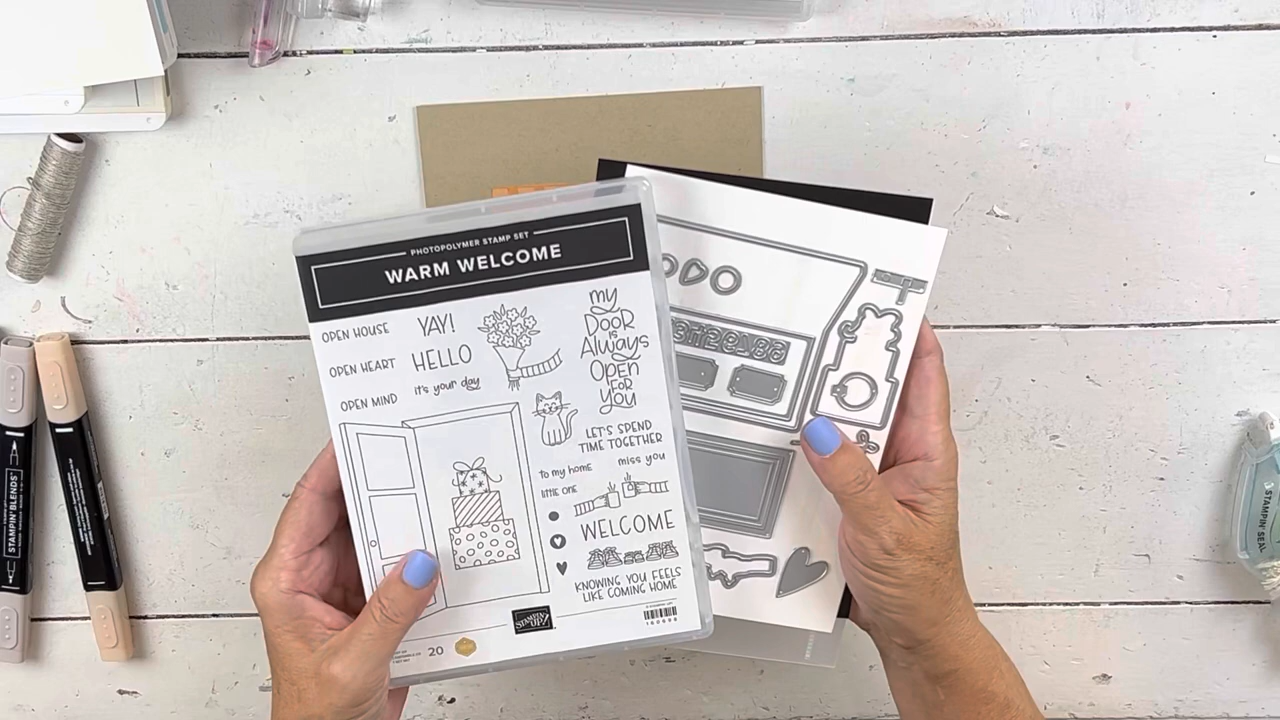 PHOTOPOLYMER STAMP SET
WARM WELCOME
OPEN HOUSE
OPEN HEART
OPEN MIND
YAY!
HELLO
it's your day
my
DOOR
is
Always
Open
FOR
you
LET'S SPEND
TIME TOGETHER
to my home
miss you
little one
WELCOME
KNOWING YOU FEELS
LIKE COMING HOME
STAMPIN' UP!
20
STAMPIN' BLENDS
STAMPIN' SEAL